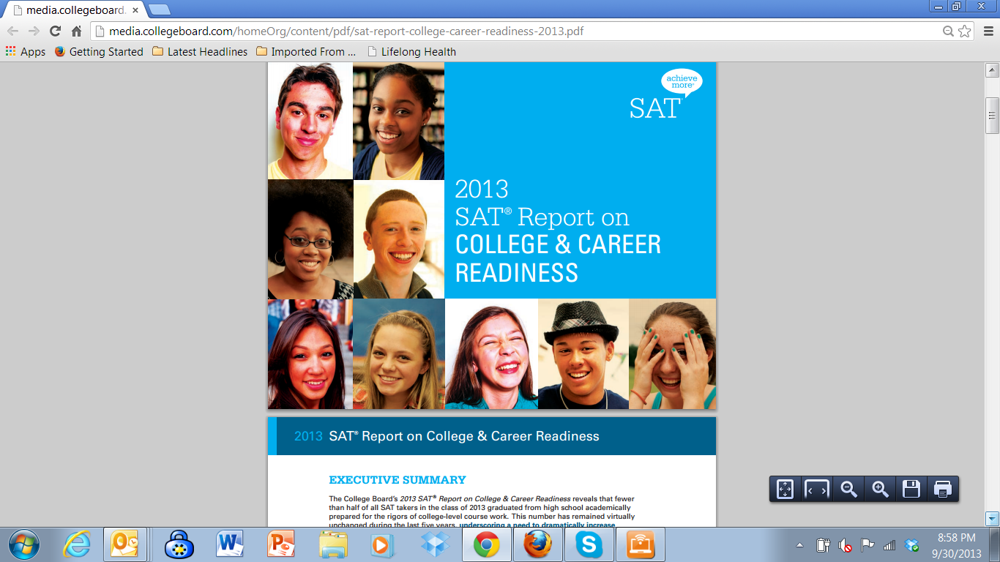 media.collegeboard.
media.collegeboard.com/homeOrg/content/pdf/sat-report-college-career-readiness-2013.pdf
Apps Getting Started Latest Headlines Imported From ... Lifelong Health
achieve
more®
SAT®
2013
SAT® Report on
COLLEGE & CAREER
READINESS
2013 SAT® Report on College & Career Readiness
EXECUTIVE SUMMARY
The College Board's 2013 SAT® Report on College & Career Readiness reveals that fewer
than half of all SAT takers in the class of 2013 graduated from high school academically
prepared for the rigors of college-level course work. This number has remained virtually
unchanged during the last five years, underscoring a need to dramatically increase
8:58 PM
9/30/2013